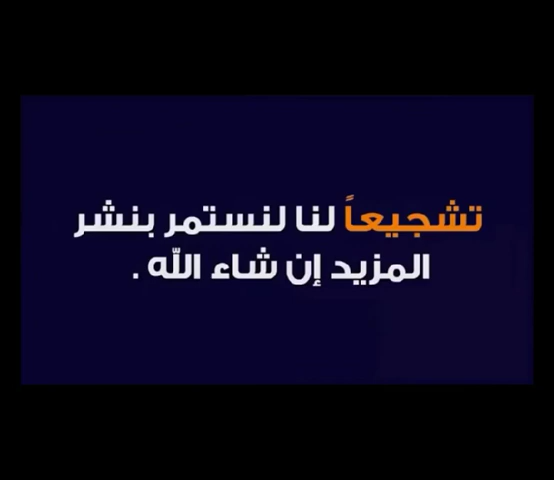 تشجيعاً لنا لنستمر بنشر
المزيد إن شاء الله .